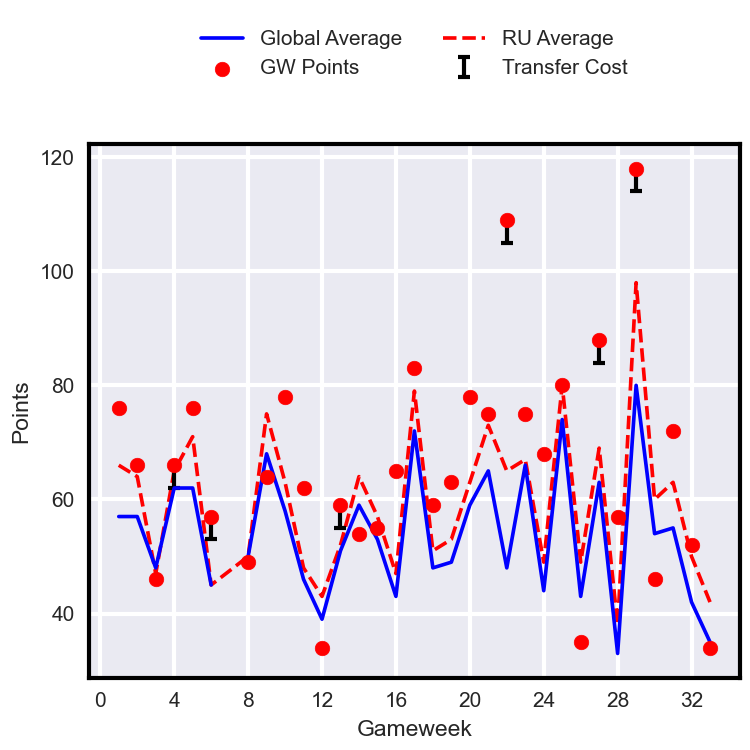 Global Average RU Average
GW Points Transfer Cost
120
100
80
60
40
Points
0 4 8 12 16 20 24 28 32
Gameweek